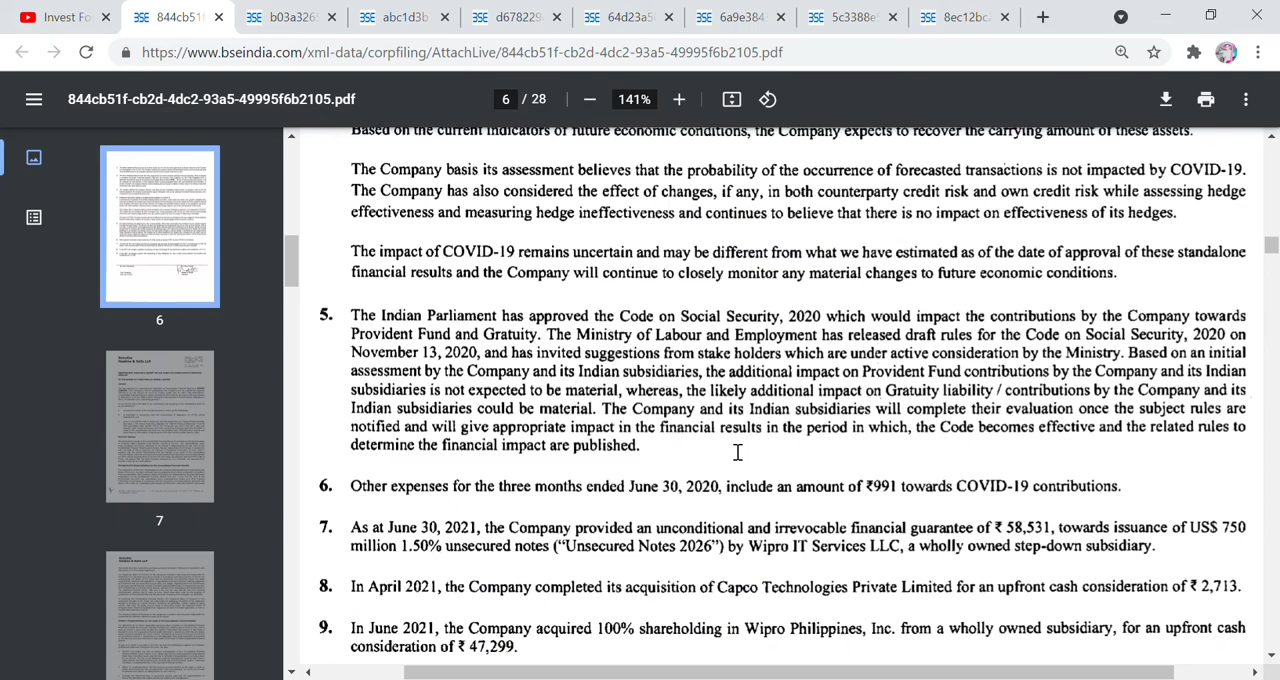 Invest Fo
844cb51f
b03a3265
abc1d3b
d678229
64d23a5
6a9e384
5c3388e
8ec12bc
https://www.bseindia.com/xml-data/corpfiling/AttachLive/844cb51f-cb2d-4dc2-93a5-49995f6b2105.pdf
844cb51f-cb2d-4dc2-93a5-49995f6b2105.pdf
6 / 28
141%
Based on the current indicators of future economic conditions, the Company expects to recover the carrying amount of these assets.
The Company bases its assessment believes that the probability of the occurrence of forecasted transactions is not impacted by COVID-19.
The Company has also considered the effect of changes, if any, in both counterparty credit risk and own credit risk while assessing hedge
effectiveness and measuring hedge ineffectiveness and continues to believe that there is no impact on effectiveness of its hedges.
The impact of COVID-19 remains uncertain and may be different from what we have estimated as of the date of approval of these standalone
financial results and the Company will continue to closely monitor any material changes to future economic conditions.
5. The Indian Parliament has approved the Code on Social Security, 2020 which would impact the contributions by the Company towards
Provident Fund and Gratuity. The Ministry of Labour and Employment has released draft rules for the Code on Social Security, 2020 on
November 13, 2020, and has invited suggestions from stake holders which are under active consideration by the Ministry. Based on an initial
assessment by the Company and its Indian subsidiaries, the additional impact on Provident Fund contributions by the Company and its Indian
subsidiaries is not expected to be material, whereas, the likely additional impact on Gratuity liability / contributions by the Company and its
Indian subsidiaries could be material. The Company and its Indian subsidiaries will complete their evaluation once the subject rules are
notified and will give appropriate impact in the financial results in the period in which, the Code becomes effective and the related rules to
determine the financial impact are published.
6. Other expenses for the three months ended June 30, 2020, include an amount of ₹991 towards COVID-19 contributions.
7. As at June 30, 2021, the Company provided an unconditional and irrevocable financial guarantee of ₹ 58,531, towards issuance of US$ 750
million 1.50% unsecured notes (“Unsecured Notes 2026”) by Wipro IT Services LLC, a wholly owned step-down subsidiary.
8. In April 2021, the Company completed the acquisition of Capco Technologies Private Limited for an upfront cash consideration of ₹ 2,713.
9. In June 2021, the Company acquired the shareholding in Wipro Philippines, Inc. from a wholly owned subsidiary, for an upfront cash
consideration of ₹ 47,292.
6
7